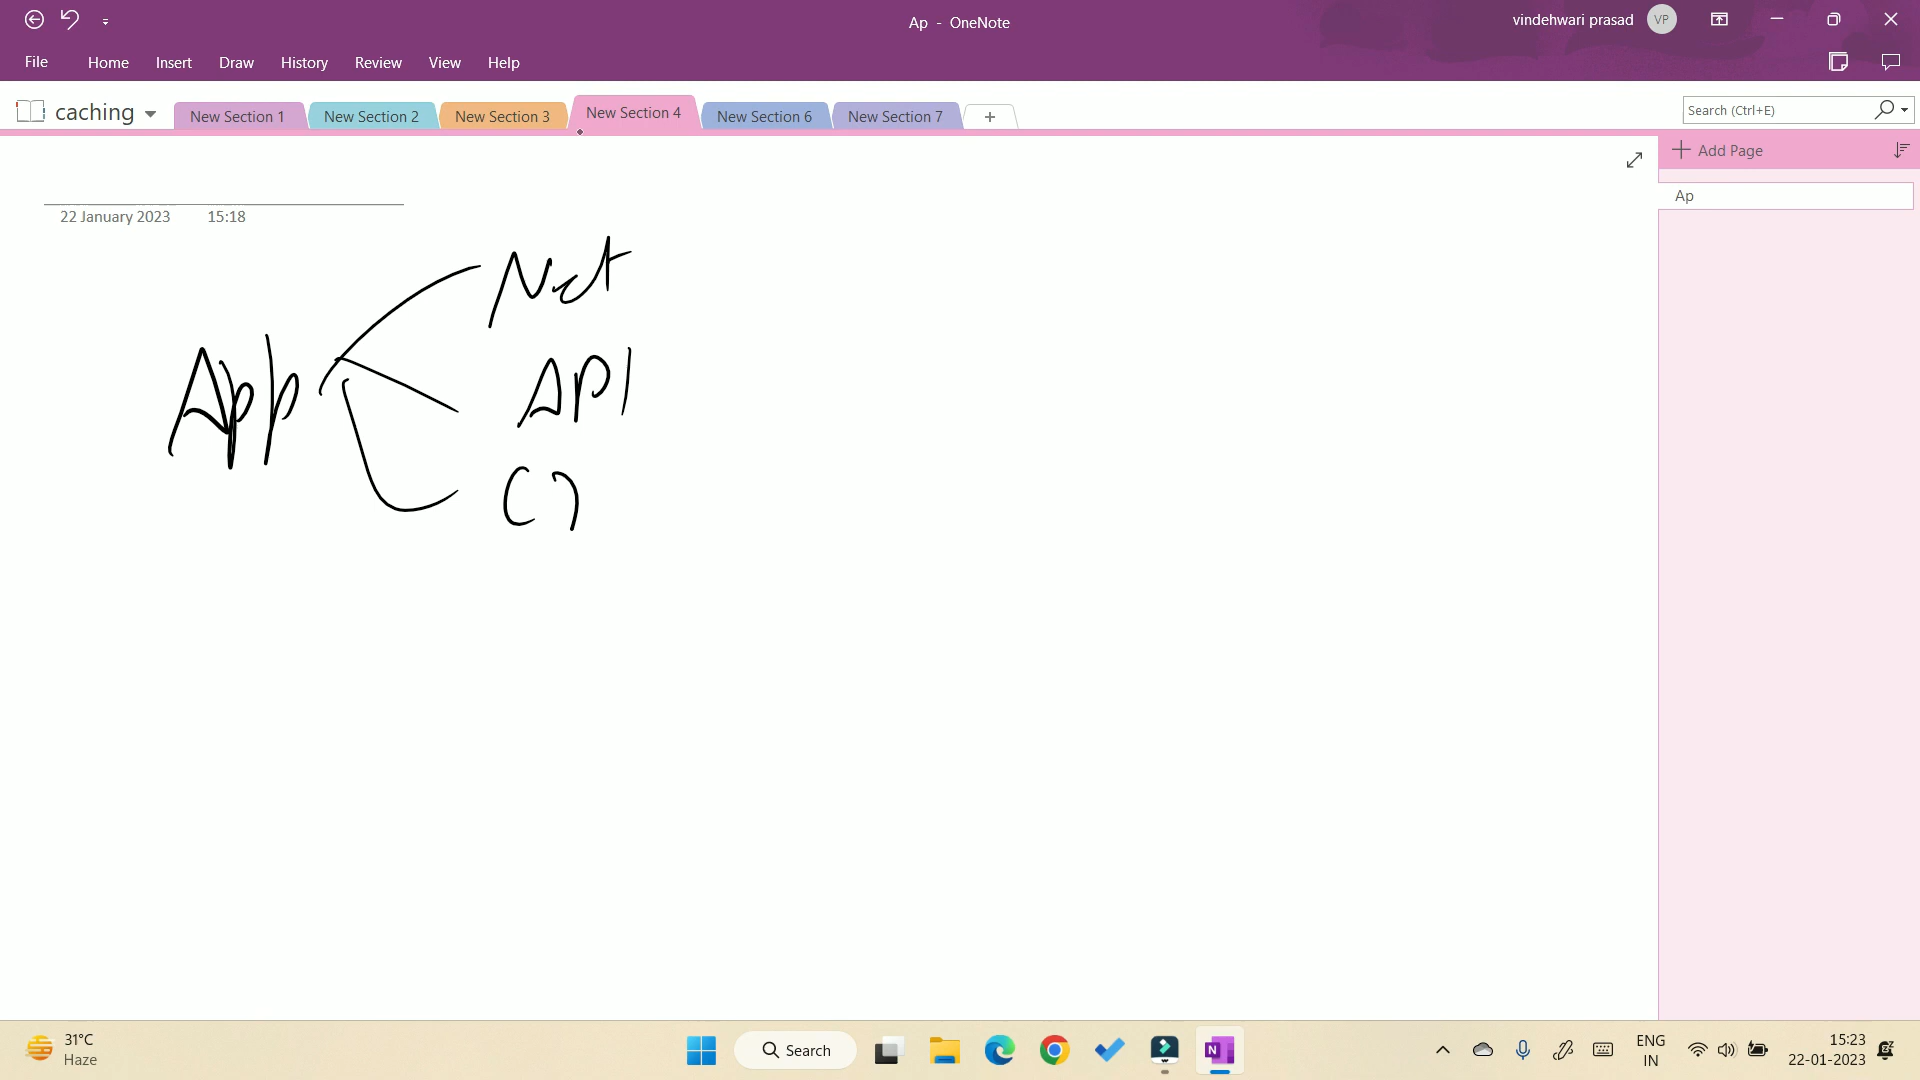 Ap - OneNote
vindehwari prasad VP
File Home Insert Draw History Review View Help
caching New Section 1 New Section 2 New Section 3 New Section 4 New Section 6 New Section 7 +
Search (Ctrl+E)
Add Page
Ap
22 January 2023 15:18
Net
App
API
31°C
Haze
Search
ENG
IN
15:23
22-01-2023